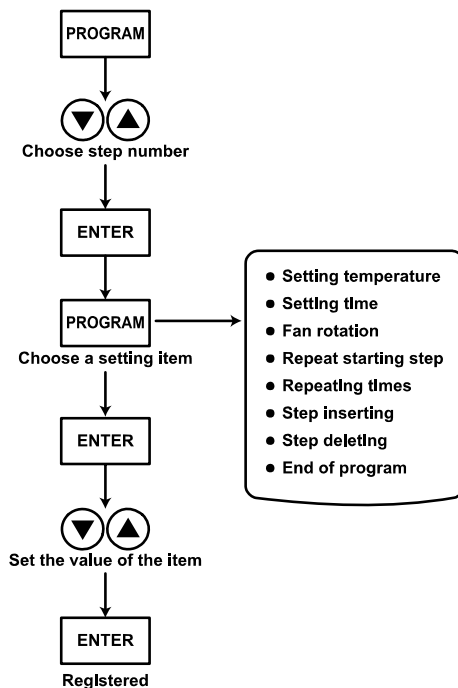 PROGRAM
Choose step number
ENTER
PROGRAM
Choose a setting item
● Setting temperature
● Setting time
● Fan rotation
● Repeat starting step
● Repeating times
● Step inserting
● Step deleting
● End of program
ENTER
Set the value of the item
ENTER
Registered